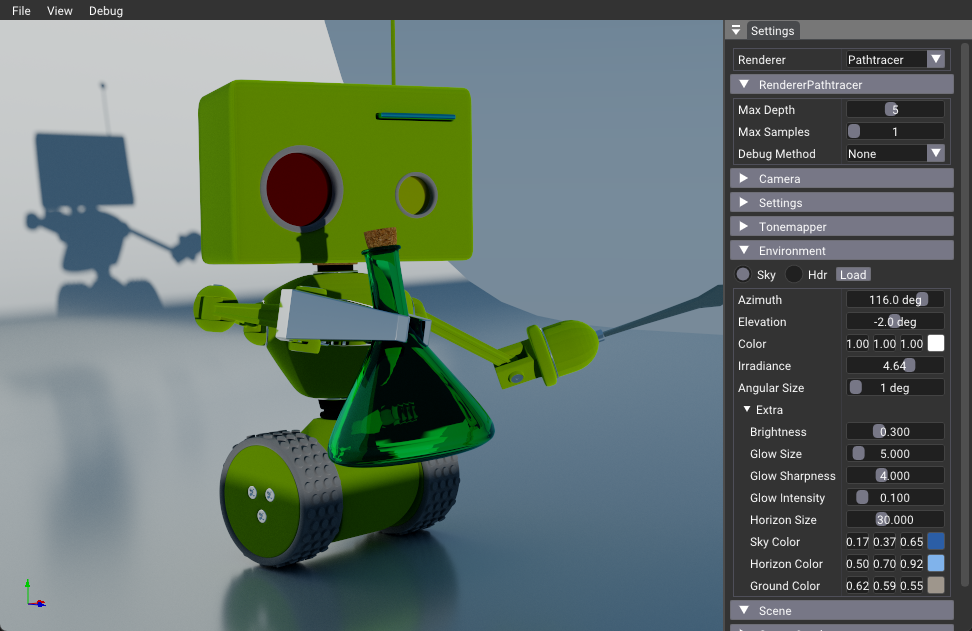 File View Debug
Settings
Renderer Pathtracer
RendererPathtracer
Max Depth 5
Max Samples 1
Debug Method None
Camera
Settings
Tonemapper
Environment
Sky Hdr Load
Azimuth 116.0 deg
Elevation -2.0 deg
Color 1.00 1.00 1.00
Irradiance 4.64
Angular Size 1 deg
Extra
Brightness 0.300
Glow Size 5.000
Glow Sharpness 4.000
Glow Intensity 0.100
Horizon Size 30.000
Sky Color 0.17 0.37 0.65
Horizon Color 0.50 0.70 0.92
Ground Color 0.62 0.59 0.55
Scene